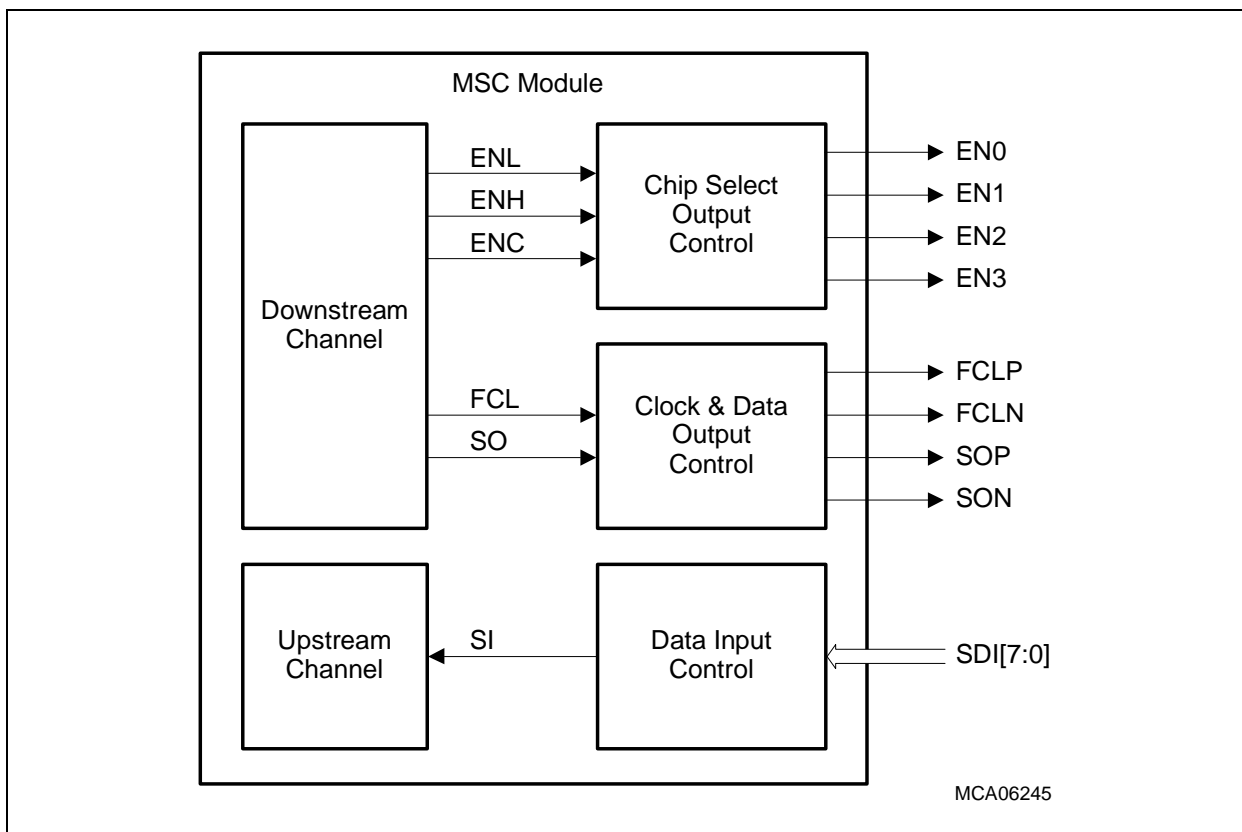 MSC Module
Downstream
Channel
ENL
ENH
ENC
Chip Select
Output
Control
EN0
EN1
EN2
EN3
FCL
SO
Clock & Data
Output
Control
FCLP
FCLN
SOP
SON
Upstream
Channel
SI
Data Input
Control
SDI[7:0]
MCA06245